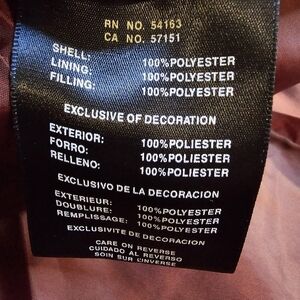 RN NO. 54163
CA NO. 57151
SHELL: 100%POLYESTER
LINING: 100%POLYESTER
FILLING: 100%POLYESTER
EXCLUSIVE OF DECORATION
EXTERIOR: 100%POLIESTER
FORRO: 100%POLIESTER
RELLENO: 100%POLIESTER
EXCLUSIVO DE LA DECORACION
EXTERIEUR: 100%POLYESTER
DOUBLURE: 100%POLYESTER
REMPLISSAGE: 100%POLYESTER
EXCLUSIVITE DE DECORATION
CARE ON REVERSE
CUIDADO AL REVERSO
SOIN SUR L'INVERSE